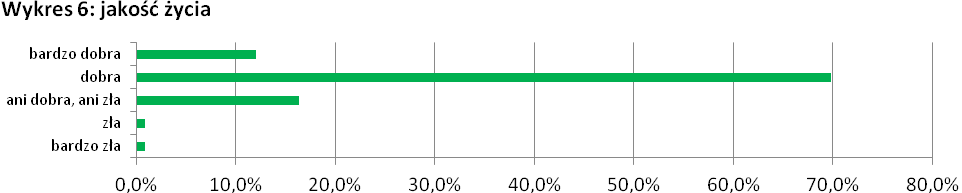 Wykres 6: jakość życia
bardzo dobra
dobra
ani dobra, ani zła
zła
bardzo zła
0,0% 10,0% 20,0% 30,0% 40,0% 50,0% 60,0% 70,0% 80,0%